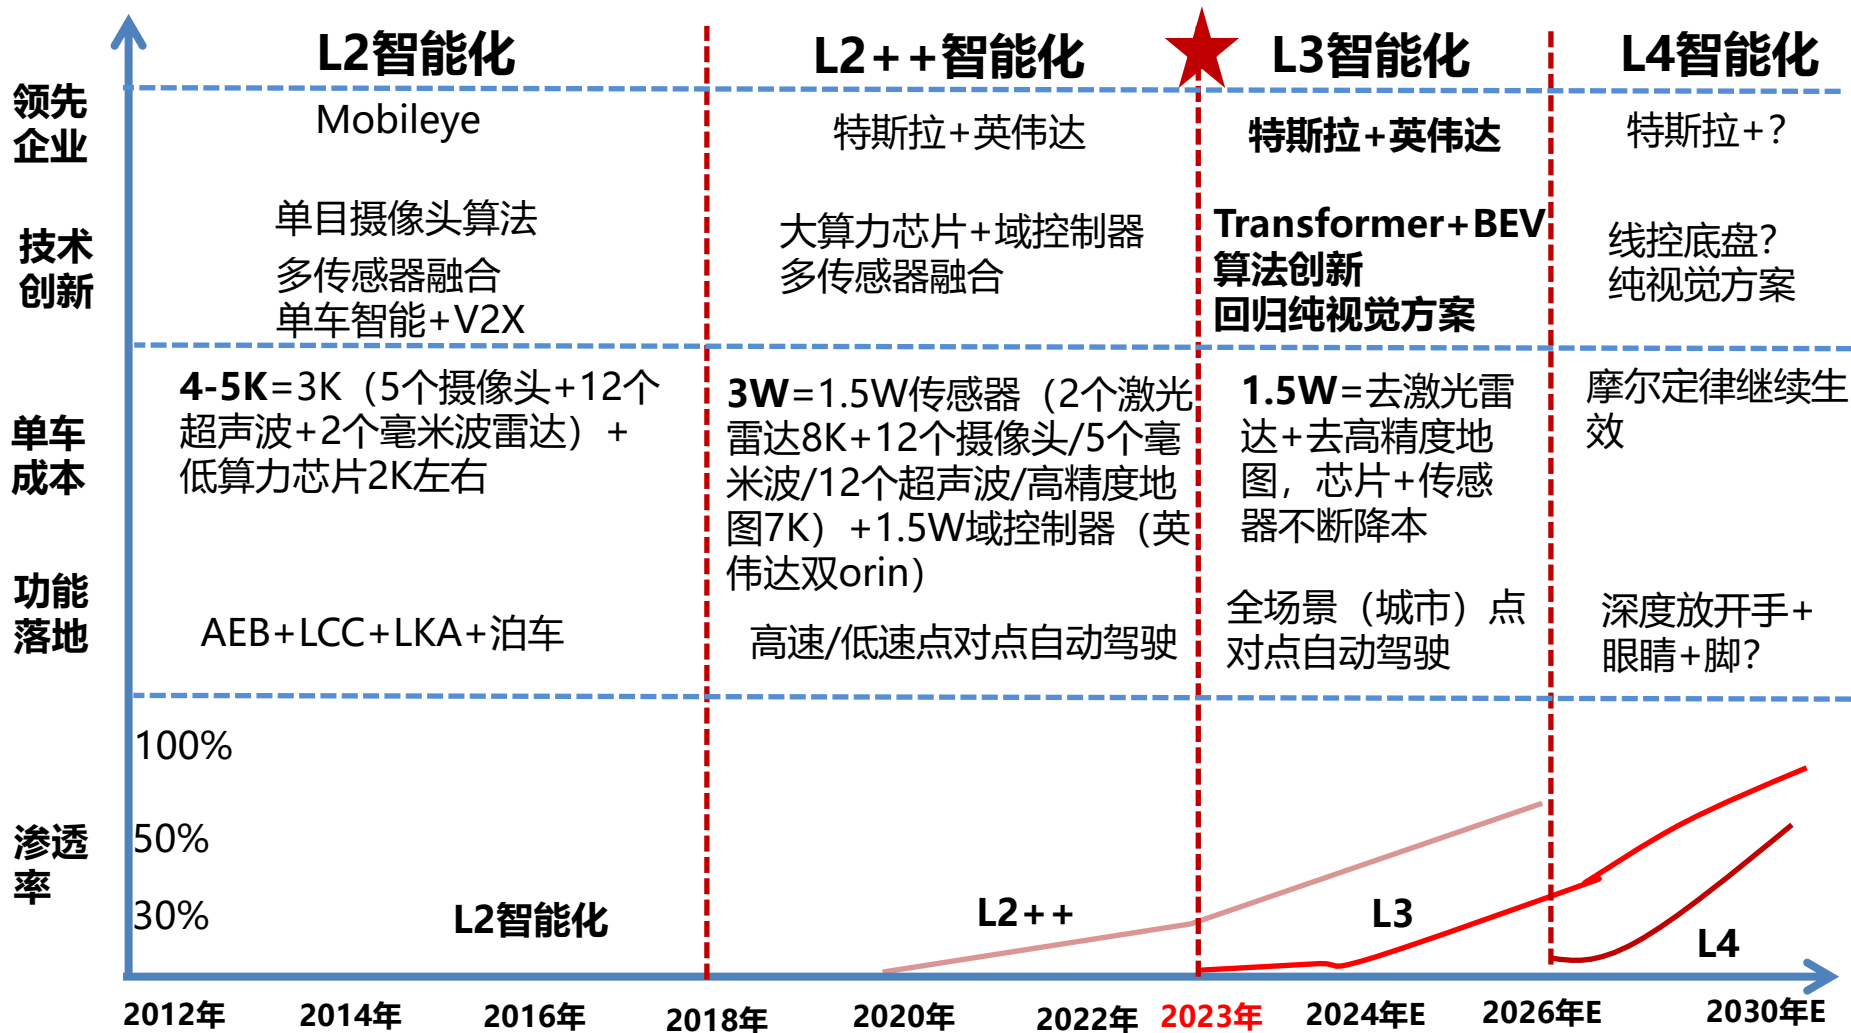 L2智能化
L2++智能化
L3智能化
L4智能化
领先
企业
Mobileye
特斯拉+英伟达
特斯拉+英伟达
特斯拉+？
技术
创新
单目摄像头算法
多传感器融合
单车智能+V2X
大算力芯片+域控制器
多传感器融合
Transformer+BEV
算法创新
回归纯视觉方案
线控底盘？
纯视觉方案
单车
成本
4-5K=3K（5个摄像头+12个
超声波+2个毫米波雷达）+
低算力芯片2K左右
3W=1.5W传感器（2个激光
雷达8K+12个摄像头/5个毫
米波/12个超声波/高精度地
图7K）+1.5W域控制器（英
伟达双orin）
1.5W=去激光雷
达+去高精度地
图，芯片+传感
器不断降本
摩尔定律继续生
效
功能
落地
AEB+LCC+LKA+泊车
高速/低速点对点自动驾驶
全场景（城市）点
对点自动驾驶
深度放开手+
眼睛+脚？
渗透
率
100%
50%
30%
L2智能化
L2++
L3
L4
2012年
2014年
2016年
2018年
2020年
2022年
2023年
2024年E
2026年E
2030年E